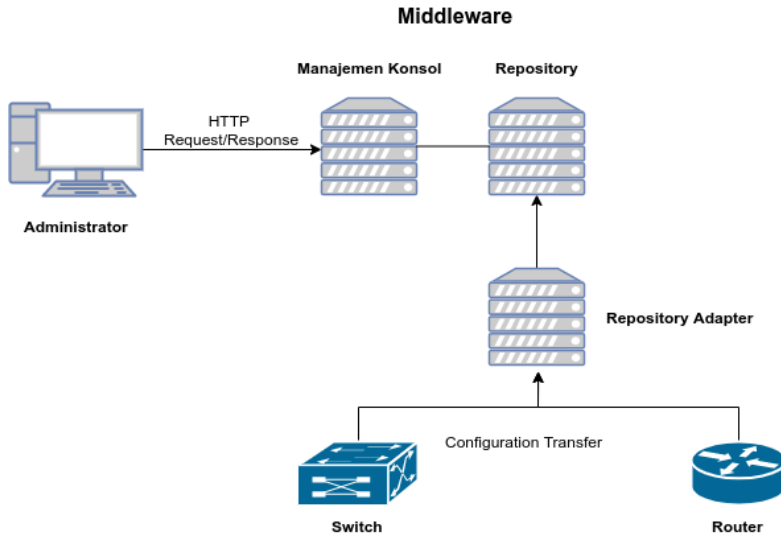 Middleware
Manajemen Konsol
Repository
HTTP
Request/Response
Administrator
Repository Adapter
Configuration Transfer
Switch
Router